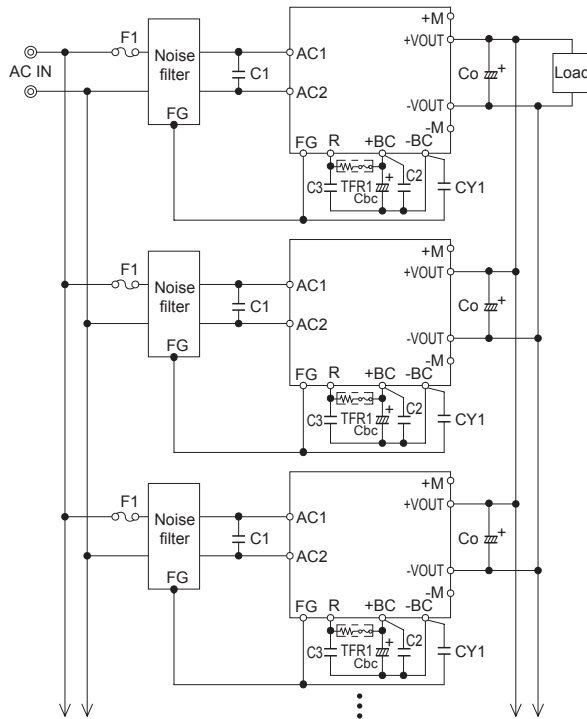 F1
AC IN
Noise
filter
FG
C1
AC1
AC2
FG
R
+BC
-BC
+M
+VOUT
-VOUT
-M
Co
+
Load
C3
TFR1
Cbc
+
C2
CY1
F1
Noise
filter
FG
C1
AC1
AC2
FG
R
+BC
-BC
+M
+VOUT
-VOUT
-M
Co
+
C3
TFR1
Cbc
+
C2
CY1
F1
Noise
filter
FG
C1
AC1
AC2
FG
R
+BC
-BC
+M
+VOUT
-VOUT
-M
Co
+
C3
TFR1
Cbc
+
C2
CY1